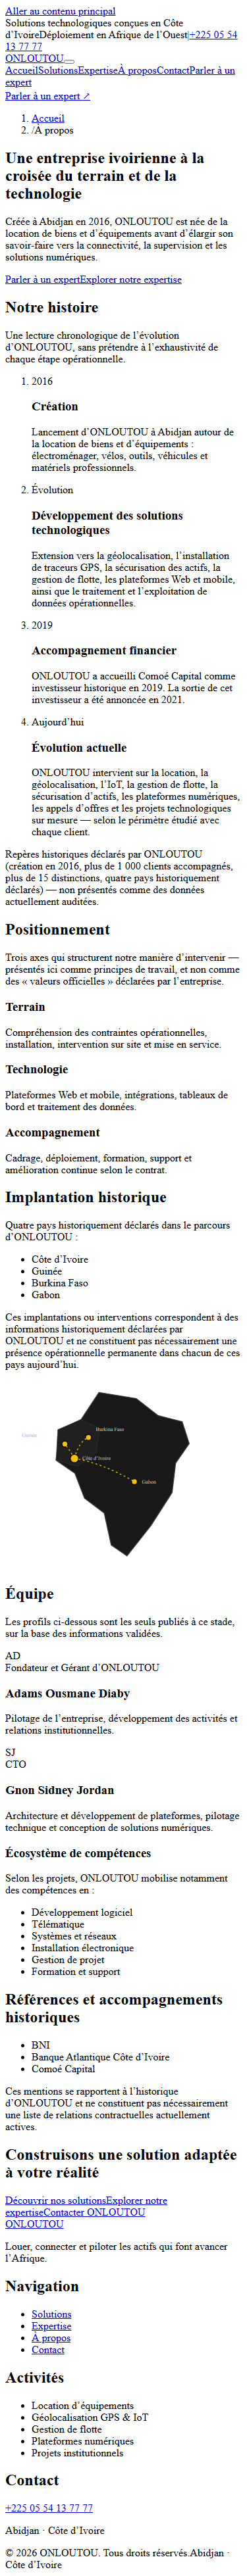 Aller au contenu principal
Solutions technologiques conçues en Côte
d’IvoireDéploiement en Afrique de l’Ouest|+225 05 54
13 77 77
ONLOUTOU
AccueilSolutionsExpertiseÀ proposContactParler à un
expert
Parler à un expert ↗
1. Accueil
2. /À propos
Une entreprise ivoirienne à la
croisée du terrain et de la
technologie
Créée à Abidjan en 2016, ONLOUTOU est née de la
location de biens et d’équipements avant d’élargir son
savoir-faire vers la connectivité, la supervision et les
solutions numériques.
Parler à un expertExplorer notre expertise
Notre histoire
Une lecture chronologique de l’évolution
d’ONLOUTOU, sans prétendre à l’exhaustivité de
chaque étape opérationnelle.
1. 2016
Création
Lancement d’ONLOUTOU à Abidjan autour de
la location de biens et d’équipements :
électroménager, vélos, outils, véhicules et
matériels professionnels.
2. Évolution
Développement des solutions
technologiques
Extension vers la géolocalisation, l’installation
de traceurs GPS, la sécurisation des actifs, la
gestion de flotte, les plateformes Web et mobile,
ainsi que le traitement et l’exploitation de
données opérationnelles.
3. 2019
Accompagnement financier
ONLOUTOU a accueilli Comoé Capital comme
investisseur historique en 2019. La sortie de cet
investisseur a été annoncée en 2021.
4. Aujourd’hui
Évolution actuelle
ONLOUTOU intervient sur la location, la
géolocalisation, l’IoT, la gestion de flotte, la
sécurisation d’actifs, les plateformes numériques,
les appels d’offres et les projets technologiques
sur mesure — selon le périmètre étudié avec
chaque client.
Repères historiques déclarés par ONLOUTOU
(création en 2016, plus de 1 000 clients accompagnés,
plus de 15 distinctions, quatre pays historiquement
déclarés) — non présentés comme des données
actuellement auditées.
Positionnement
Trois axes qui structurent notre manière d’intervenir —
présentés ici comme principes de travail, et non comme
des « valeurs officielles » déclarées par l’entreprise.
Terrain
Compréhension des contraintes opérationnelles,
installation, intervention sur site et mise en service.
Technologie
Plateformes Web et mobile, intégrations, tableaux de
bord et traitement des données.
Accompagnement
Cadrage, déploiement, formation, support et
amélioration continue selon le contrat.
Implantation historique
Quatre pays historiquement déclarés dans le parcours
d’ONLOUTOU :
• Côte d’Ivoire
• Guinée
• Burkina Faso
• Gabon
Ces implantations ou interventions correspondent à des
informations historiquement déclarées par
ONLOUTOU et ne constituent pas nécessairement une
présence opérationnelle permanente dans chacun de ces
pays aujourd’hui.
Burkina Faso
Guinée
Côte d’Ivoire
Gabon
Équipe
Les profils ci-dessous sont les seuls publiés à ce stade,
sur la base des informations validées.
AD
Fondateur et Gérant d’ONLOUTOU
Adams Ousmane Diaby
Pilotage de l’entreprise, développement des activités et
relations institutionnelles.
SJ
CTO
Gnon Sidney Jordan
Architecture et développement de plateformes, pilotage
technique et conception de solutions numériques.
Écosystème de compétences
Selon les projets, ONLOUTOU mobilise notamment
des compétences en :
• Développement logiciel
• Télématique
• Systèmes et réseaux
• Installation électronique
• Gestion de projet
• Formation et support
Références et accompagnements
historiques
• BNI
• Banque Atlantique Côte d’Ivoire
• Comoé Capital
Ces mentions se rapportent à l’historique
d’ONLOUTOU et ne constituent pas nécessairement
une liste de relations contractuelles actuellement
actives.
Construisons une solution adaptée
à votre réalité
Découvrir nos solutionsExplorer notre
expertiseContacter ONLOUTOU
ONLOUTOU
Louer, connecter et piloter les actifs qui font avancer
l’Afrique.
Navigation
• Solutions
• Expertise
• À propos
• Contact
Activités
• Location d’équipements
• Géolocalisation GPS & IoT
• Gestion de flotte
• Plateformes numériques
• Projets institutionnels
Contact
+225 05 54 13 77 77
Abidjan · Côte d’Ivoire
© 2026 ONLOUTOU. Tous droits réservés.Abidjan ·
Côte d’Ivoire